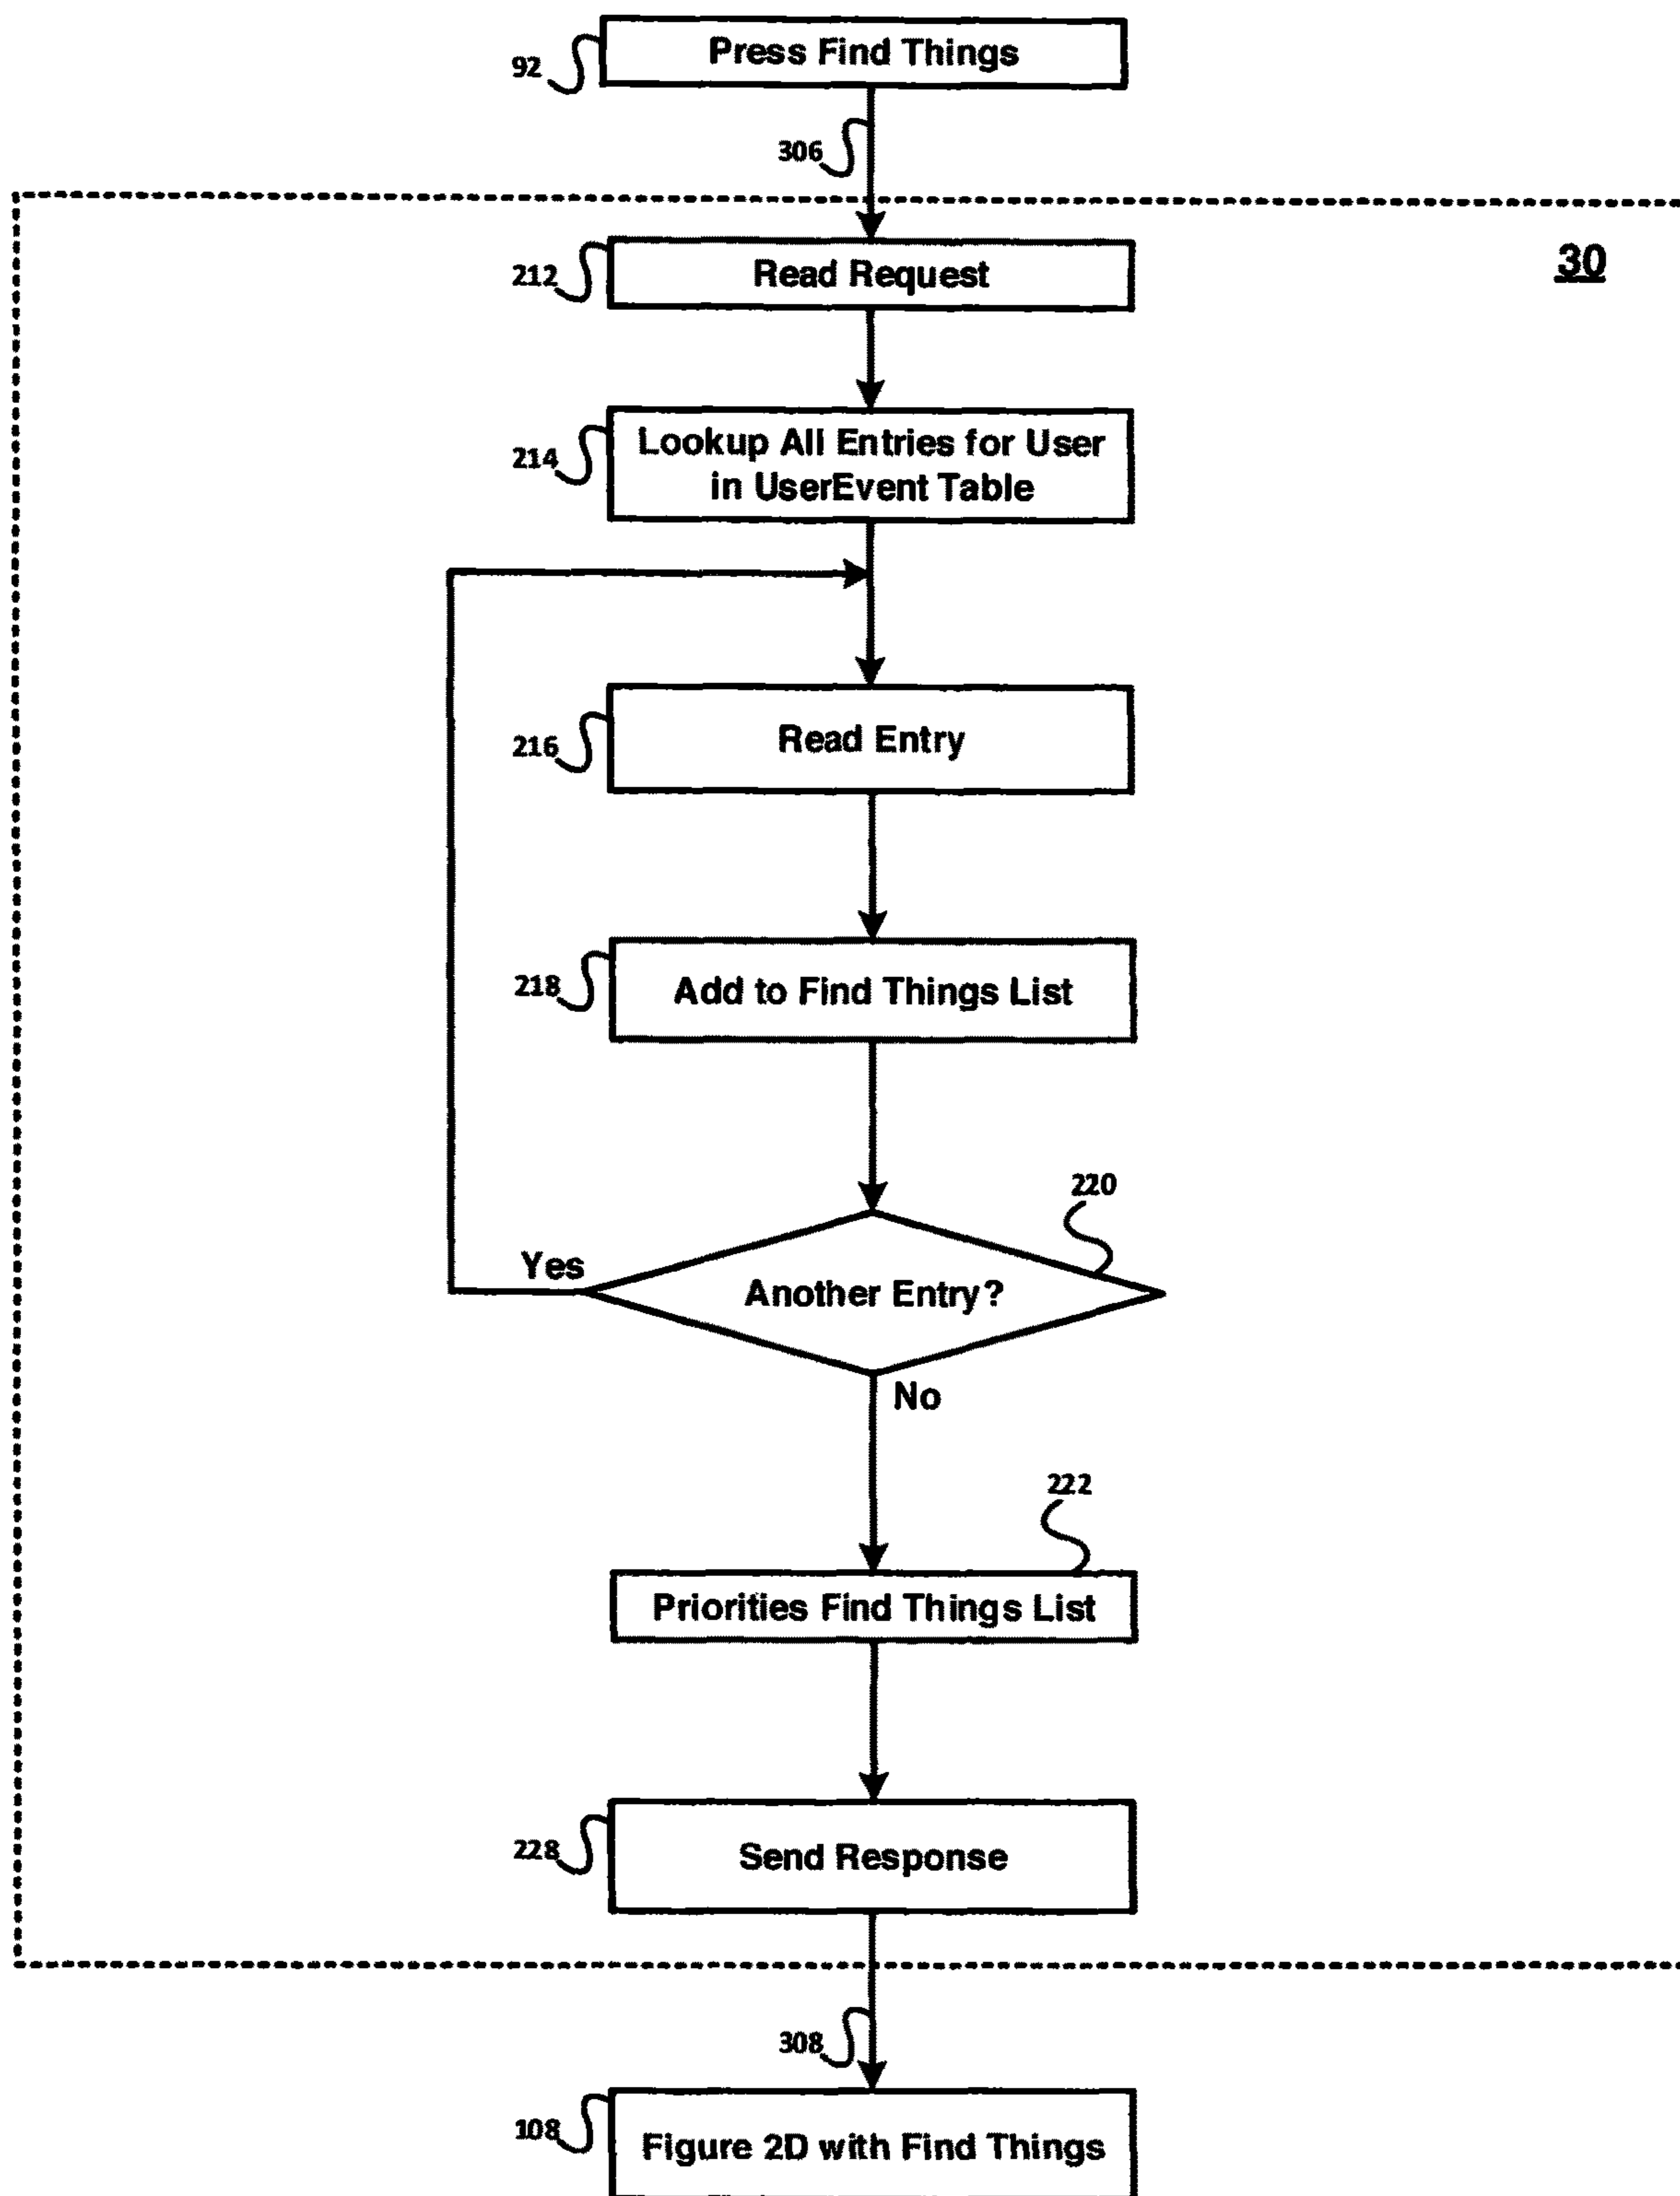 Press Find Things
92
306
30
212
Read Request
214
Lookup All Entries for User
in UserEvent Table
216
Read Entry
218
Add to Find Things List
220
Yes
Another Entry?
No
222
Priorities Find Things List
228
Send Response
308
108
Figure 2D with Find Things